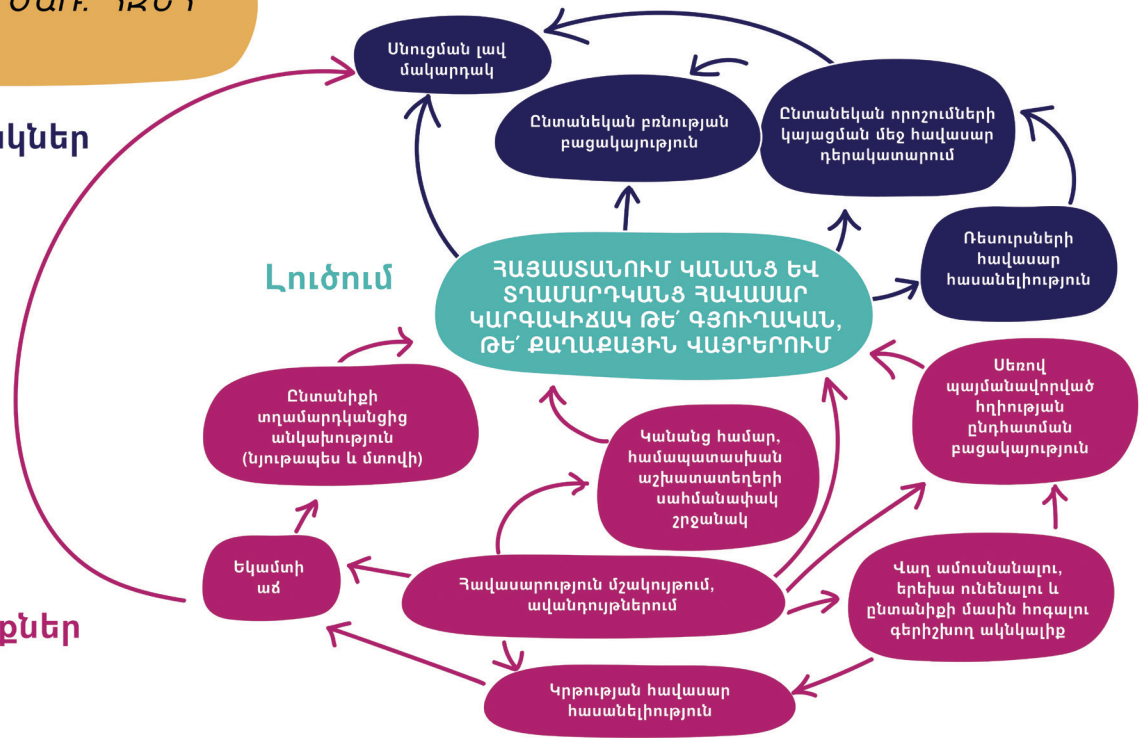 Սնուցման լավ
մակարդակ
Ընտանեկան բռնության
բացակայություն
Ընտանեկան որոշումների
կայացման մեջ հավասար
դերակատարում
Ռեսուրսների
հավասար
հասանելիություն
Լուծում
ՀԱՅԱՍՏԱՆՈՒՄ ԿԱՆԱՆՑ ԵՎ
ՏՂԱՄԱՐԴԿԱՆՑ ՀԱՎԱՍԱՐ
ԿԱՐԳԱՎԻՃԱԿ ԹԵ՛ ԳՅՈՒՂԱԿԱՆ,
ԹԵ՛ ՔԱՂԱՔԱՅԻՆ ՎԱՅՐԵՐՈՒՄ
Ընտանիքի
տղամարդկանցից
անկախություն
(նյութապես և մտովի)
Կանանց համար,
համապատասխան
աշխատատեղերի
սահմանափակ
շրջանակ
Սեռով
պայմանավորված
հղիության
ընդհատման
բացակայություն
Եկամտի
աճ
Հավասարություն մշակույթում,
ավանդույթներում
Վաղ ամուսնանալու,
երեխա ունենալու և
ընտանիքի մասին հոգալու
գերիշխող ակնկալիք
Կրթության հավասար
հասանելիություն